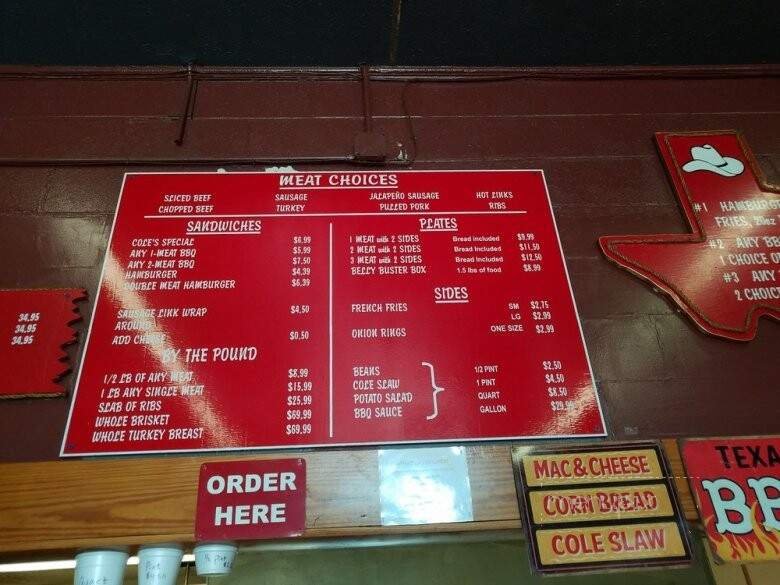 MEAT CHOICES
SLICED BEEF SAUSAGE JALAPEÑO SAUSAGE HOT LINKS
CHOPPED BEEF TURKEY PULLED PORK RIBS
SANDWICHES
COLE'S SPECIAL $6,99
ANY 1-MEAT BBQ $5,99
ANY 2-MEAT BBQ $7,50
HAMBURGER $4,39
DOUBLE MEAT HAMBURGER $6,39
SAUSAGE LINK WRAP $4,50
AROUND
ADD CHEESE $0,50
BY THE POUND
1/2 LB OF ANY MEAT $8,99
1 LB ANY SINGLE MEAT $15,99
SLAB OF RIBS $25,99
WHOLE BRISKET $69,99
WHOLE TURKEY BREAST $69,99
PLATES
1 MEAT with 2 SIDES Bread included $9,99
2 MEAT with 2 SIDES Bread included $11,50
3 MEAT with 2 SIDES Bread included $12,50
BELLY BUSTER BOX 1.5 lbs of food $8,99
SIDES
FRENCH FRIES SM $2,75
LG $2,99
ONION RINGS ONE SIZE $2,99
BEANS 1/2 PINT $2,50
COLE SLAW 1 PINT $4,50
POTATO SALAD QUART $8,50
BBQ SAUCE GALLON
34,95
34,95
34,95
#1 HAMBURGER
FRIES, 20oz
#2 ANY
1 CHOICE
#3 ANY
2 CHOIC
ORDER
HERE
MAC & CHEESE
CORN BREAD
COLE SLAW
TEXA
BB